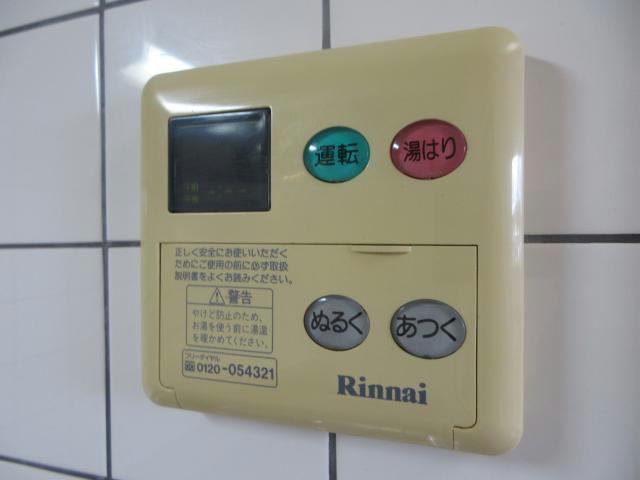 運転
湯はり
正しく安全にお使いいただく
ためにご使用の前に必ず取扱
説明書をよくお読みください。
警告
やけど防止のため、
お湯を使う前に湯温
を確かめてください。
フリーダイヤル
0120-054321
ぬるく
あつく
Rinnai